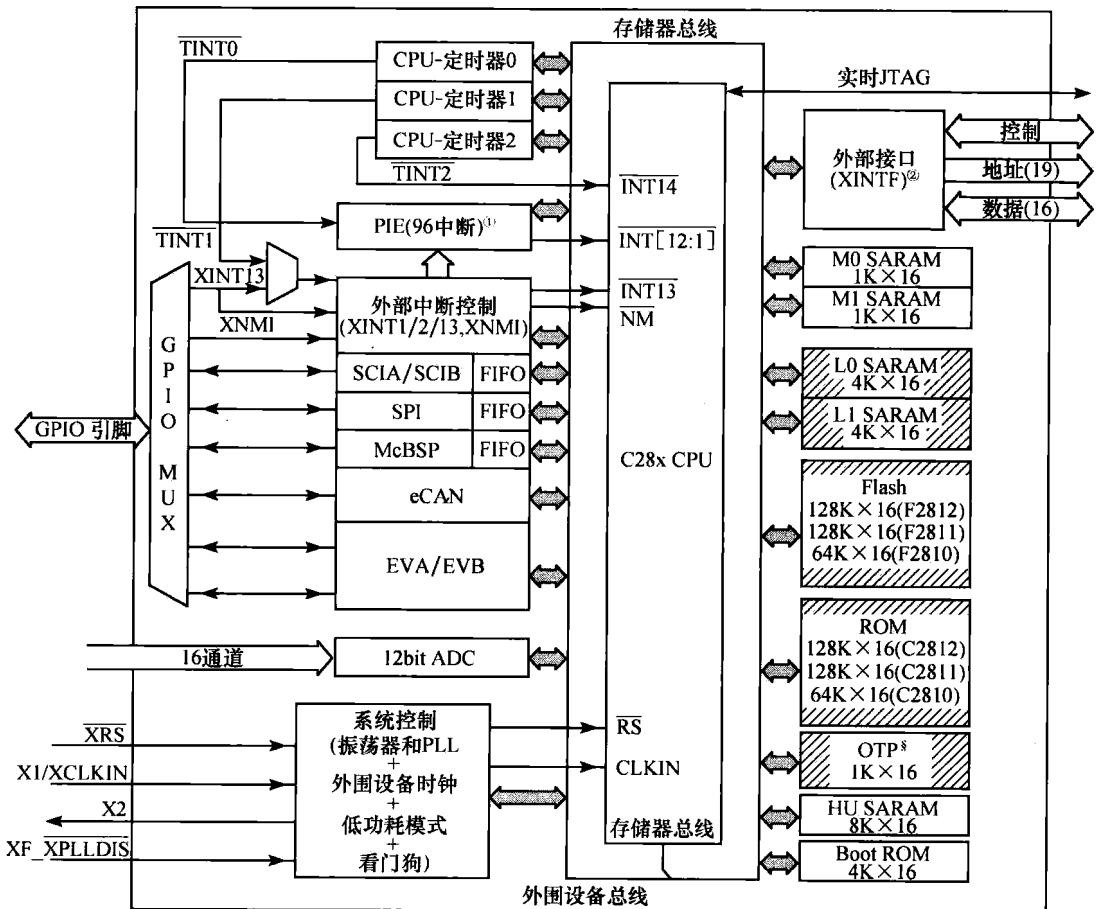 存储器总线
TINT0
CPU-定时器0
CPU-定时器1
CPU-定时器2
TINT2
INT14
PIE(96中断)⁽¹⁾
INT[12:1]
TINT1
XINT13
XNMI
外部中断控制
(XINT1/2/13,XNMI)
INT13
NM
SCIA/SCIB
FIFO
SPI
FIFO
McBSP
FIFO
eCAN
EVA/EVB
GPIO MUX
GPIO 引脚
16通道
12bit ADC
XRS
X1/XCLKIN
X2
XF_XPLLDIS
系统控制
(振荡器和PLL
+
外围设备时钟
+
低功耗模式
+
看门狗)
RS
CLKIN
C28x CPU
存储器总线
外围设备总线
实时JTAG
外部接口
(XINTF)②
控制
地址(19)
数据(16)
M0 SARAM
1K×16
M1 SARAM
1K×16
L0 SARAM
4K×16
L1 SARAM
4K×16
Flash
128K×16(F2812)
128K×16(F2811)
64K×16(F2810)
ROM
128K×16(C2812)
128K×16(C2811)
64K×16(C2810)
OTP§
1K×16
HU SARAM
8K×16
Boot ROM
4K×16